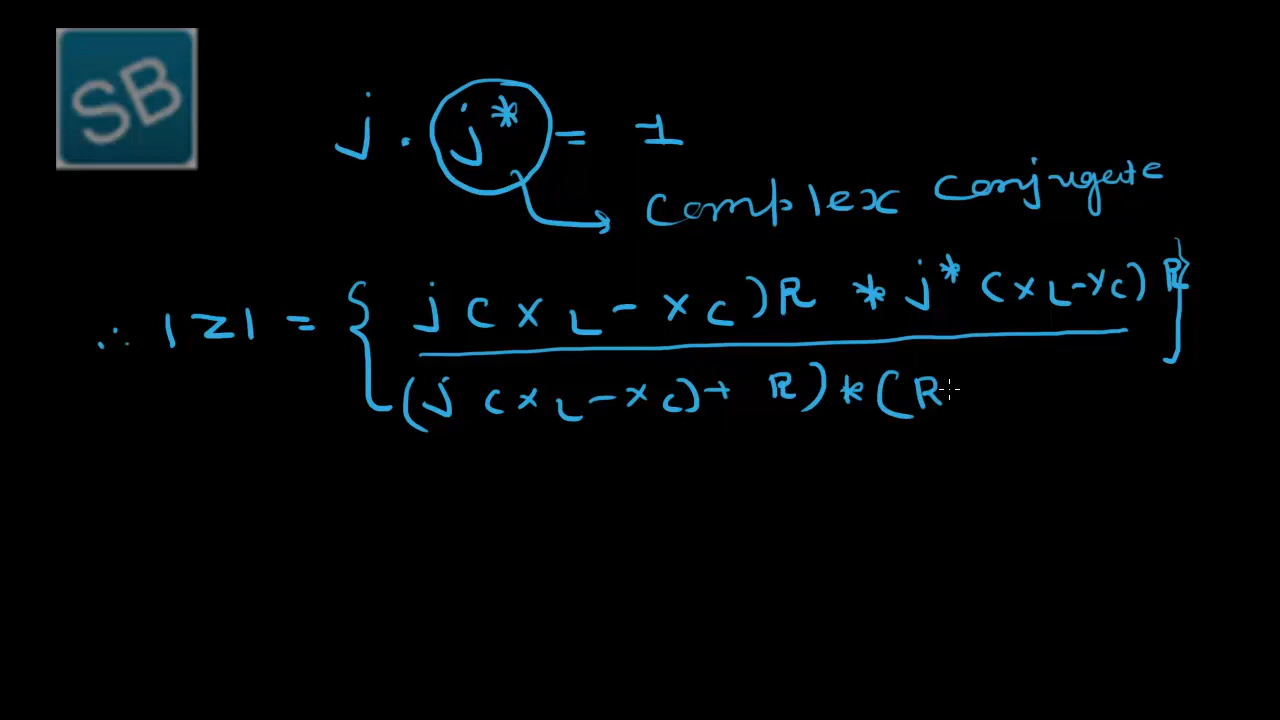 SB
j . j* = 1
complex conjugate
∴ |z| = { j(XL - XC)R * j*(XL-XC)R }
(j(XL-XC)+ R)*(R